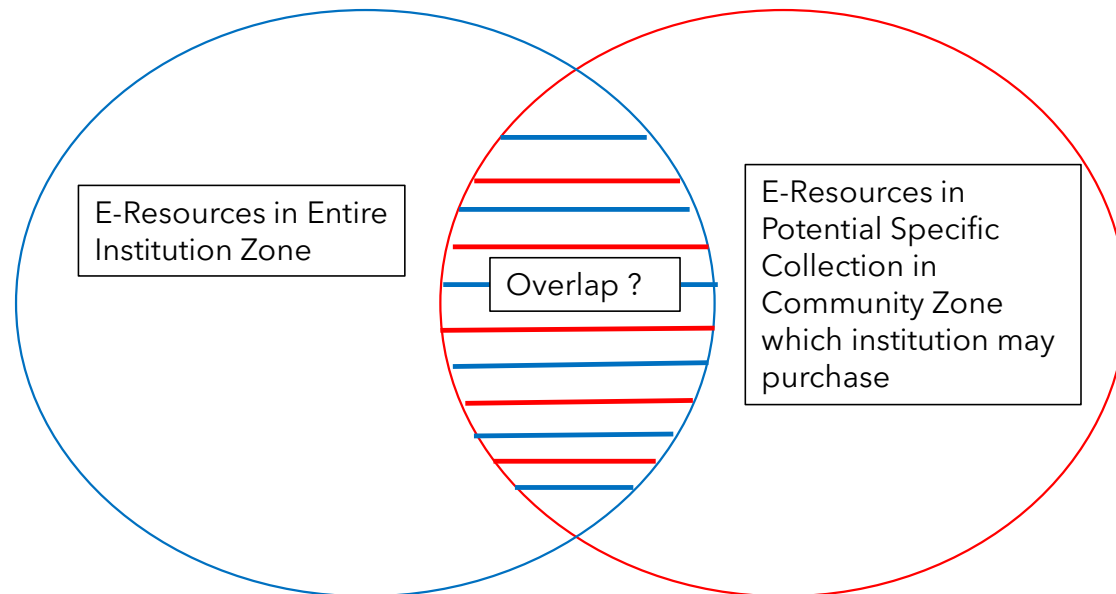 E-Resources in Entire
Institution Zone
Overlap ?
E-Resources in
Potential Specific
Collection in
Community Zone
which institution may
purchase